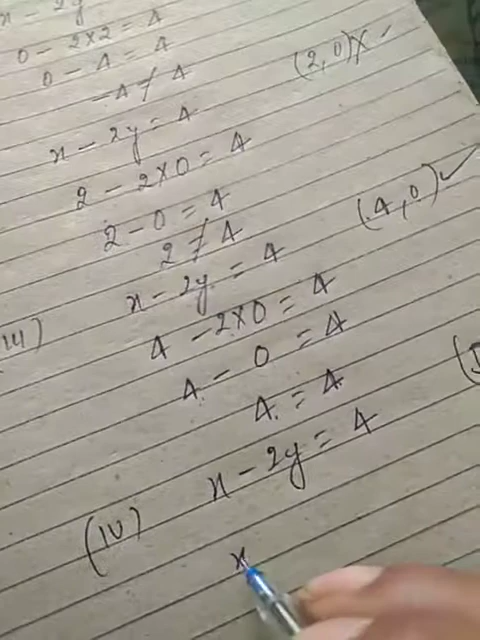 x - 2y
0 - 2×2 = 4
0 - 4 = 4
-4 ≠ 4
(2,0)× ✓
x - 2y = 4
2 - 2×0 = 4
2 - 0 = 4
2 ≠ 4
(4,0) ✓
(III) x - 2y = 4
4 - 2×0 = 4
4 - 0 = 4
4 = 4
(IV) x - 2y = 4
x